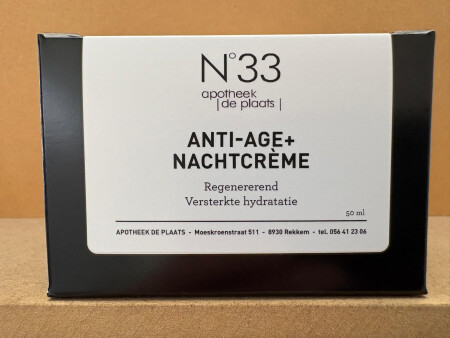 N°33
apotheek
|de plaats|
ANTI-AGE+
NACHTCRÈME
Regenererend
Versterkte hydratatie
50 ml
APOTHEEK DE PLAATS - Moeskroenstraat 511 - 8930 Rekkem - tel. 056 41 23 06